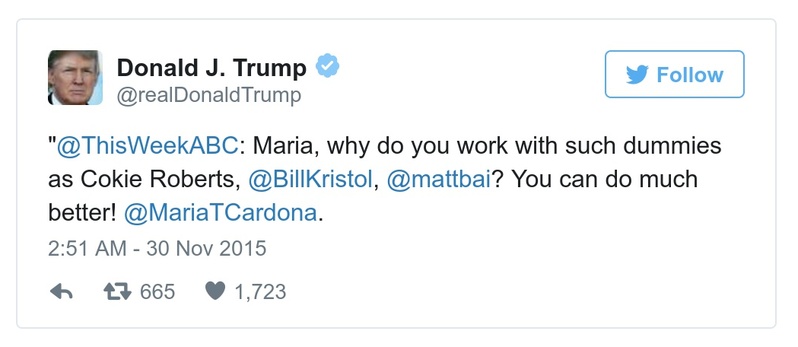 Donald J. Trump
@realDonaldTrump
Follow
"@ThisWeekABC: Maria, why do you work with such dummies
as Cokie Roberts, @BillKristol, @mattbai? You can do much
better! @MariaTCardona.
2:51 AM - 30 Nov 2015
665 1,723